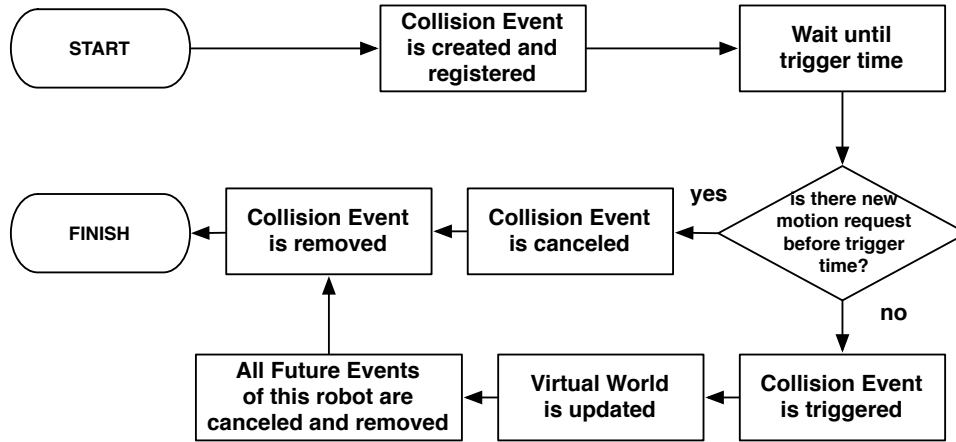 START
Collision Event
is created and
registered
Wait until
trigger time
is there new
motion request
before trigger
time?
yes
no
Collision Event
is canceled
Collision Event
is removed
FINISH
Collision Event
is triggered
Virtual World
is updated
All Future Events
of this robot are
canceled and removed